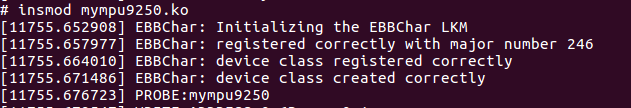 # insmod mympu9250.ko
[11755.652908] EBBChar: Initializing the EBBChar LKM
[11755.657977] EBBChar: registered correctly with major number 246
[11755.664010] EBBChar: device class registered correctly
[11755.671486] EBBChar: device class created correctly
[11755.676723] PROBE:mympu9250